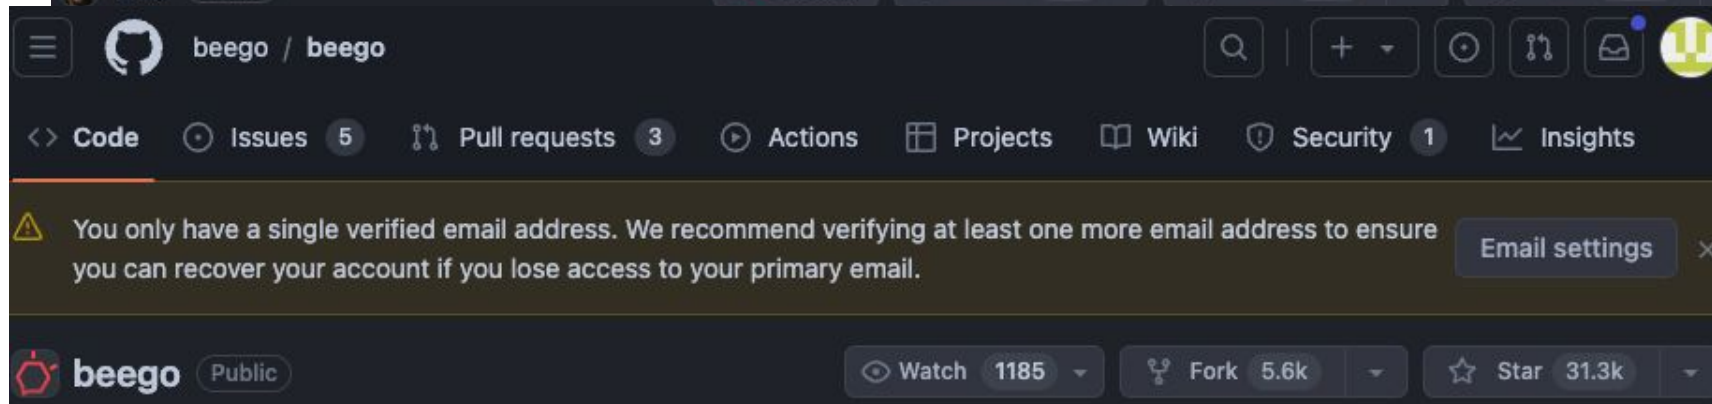 beego / beego
Code Issues 5 Pull requests 3 Actions Projects Wiki Security 1 Insights
You only have a single verified email address. We recommend verifying at least one more email address to ensure
you can recover your account if you lose access to your primary email.
Email settings
beego Public Watch 1185 Fork 5.6k Star 31.3k